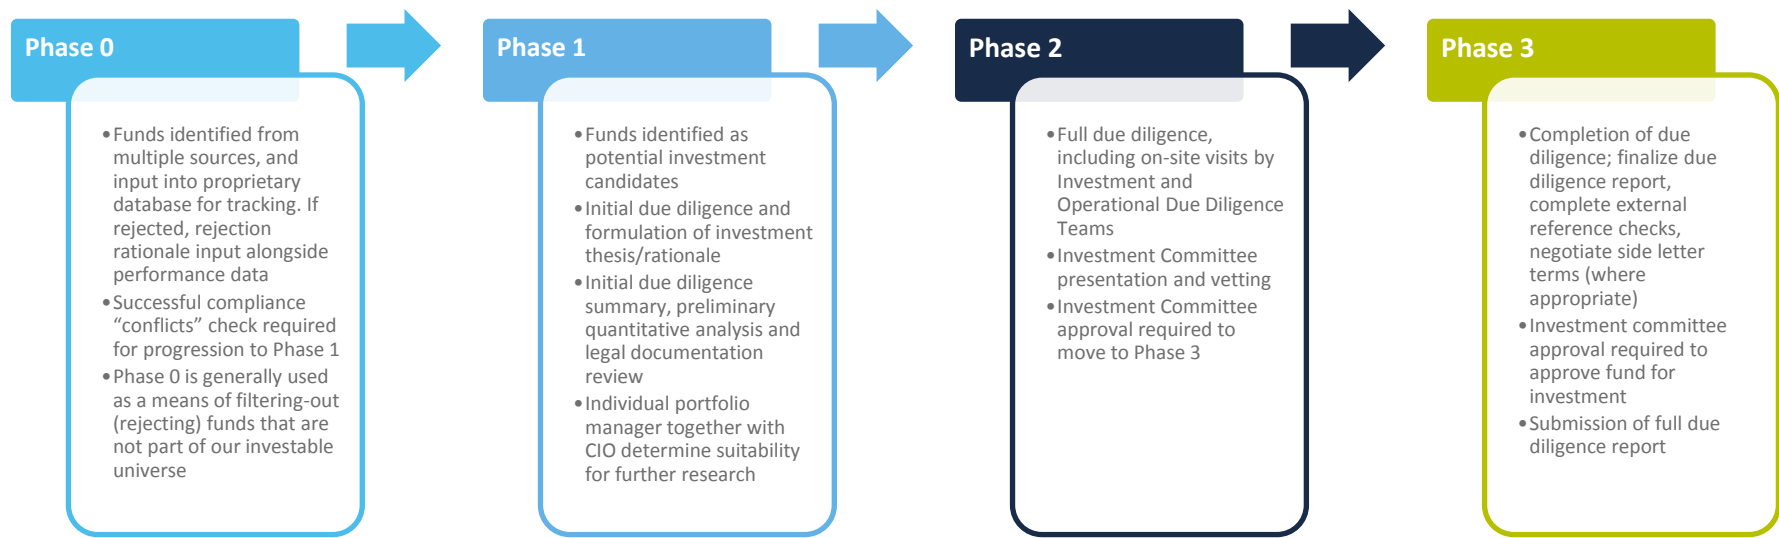 Phase 0
•Funds identified from
multiple sources, and
input into proprietary
database for tracking. If
rejected, rejection
rationale input alongside
performance data
•Successful compliance
“conflicts” check required
for progression to Phase 1
•Phase 0 is generally used
as a means of filtering-out
(rejecting) funds that are
not part of our investable
universe
Phase 1
•Funds identified as
potential investment
candidates
•Initial due diligence and
formulation of investment
thesis/rationale
•Initial due diligence
summary, preliminary
quantitative analysis and
legal documentation
review
•Individual portfolio
manager together with
CIO determine suitability
for further research
Phase 2
•Full due diligence,
including on-site visits by
Investment and
Operational Due Diligence
Teams
•Investment Committee
presentation and vetting
•Investment Committee
approval required to
move to Phase 3
Phase 3
•Completion of due
diligence; finalize due
diligence report,
complete external
reference checks,
negotiate side letter
terms (where
appropriate)
•Investment committee
approval required to
approve fund for
investment
•Submission of full due
diligence report